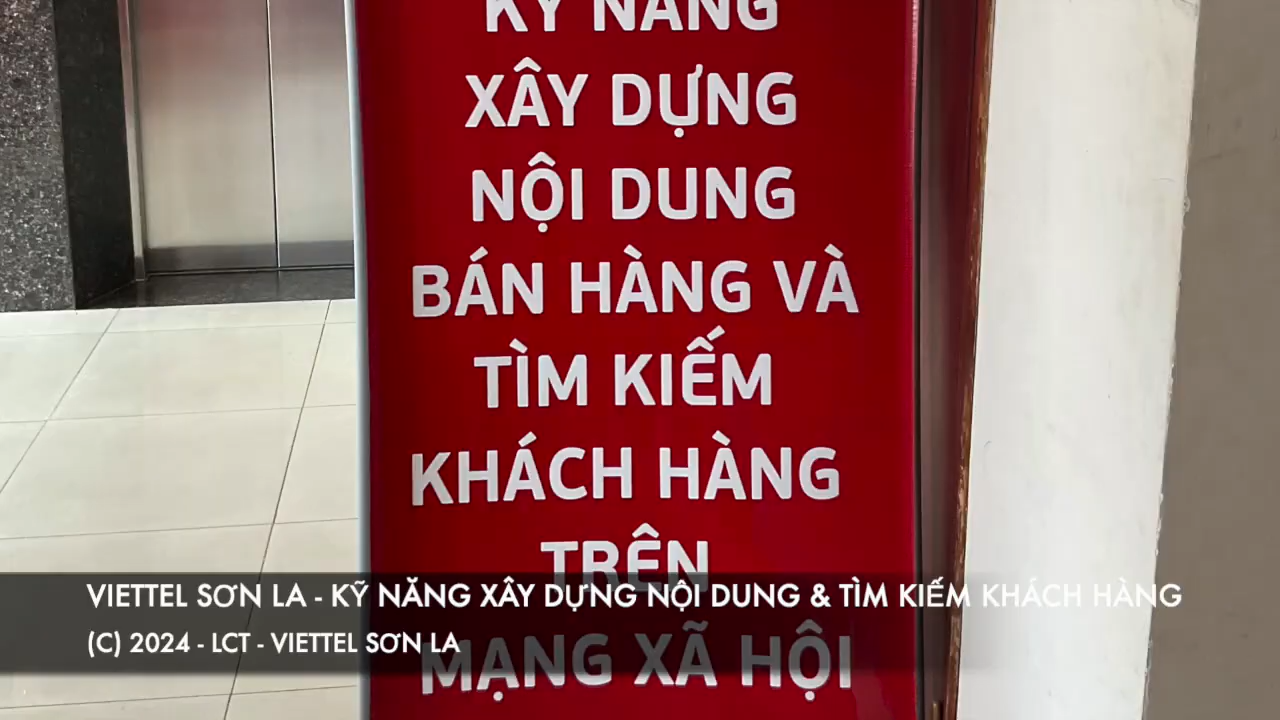 KỸ NĂNG
XÂY DỰNG
NỘI DUNG
BÁN HÀNG VÀ
TÌM KIẾM
KHÁCH HÀNG
TRÊN
MẠNG XÃ HỘI
VIETTEL SƠN LA - KỸ NĂNG XÂY DỰNG NỘI DUNG & TÌM KIẾM KHÁCH HÀNG
(C) 2024 - LCT - VIETTEL SƠN LA